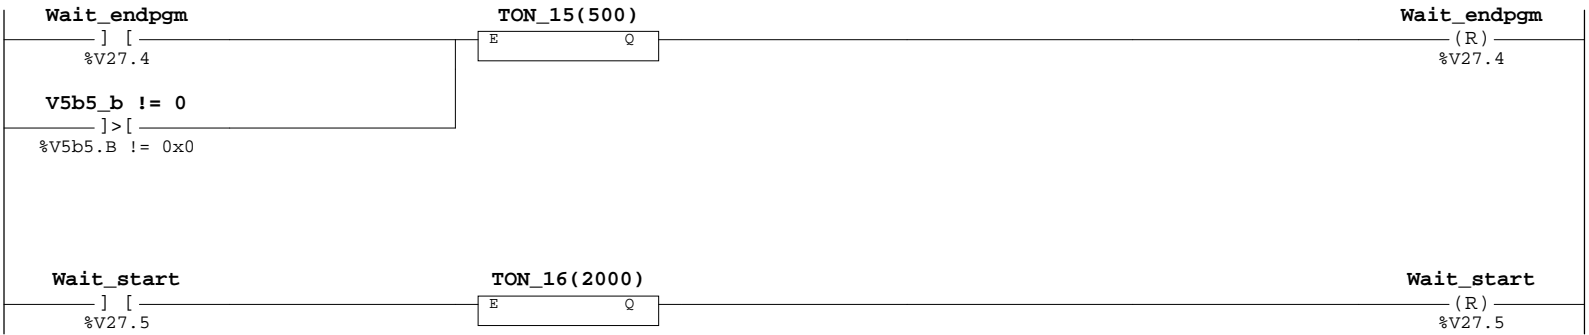 Wait_endpgm TON_15(500) Wait_endpgm
] [ E Q (R)
%V27.4 %V27.4
V5b5_b != 0
]>[
%V5b5.B != 0x0
Wait_start TON_16(2000) Wait_start
] [ E Q (R)
%V27.5 %V27.5